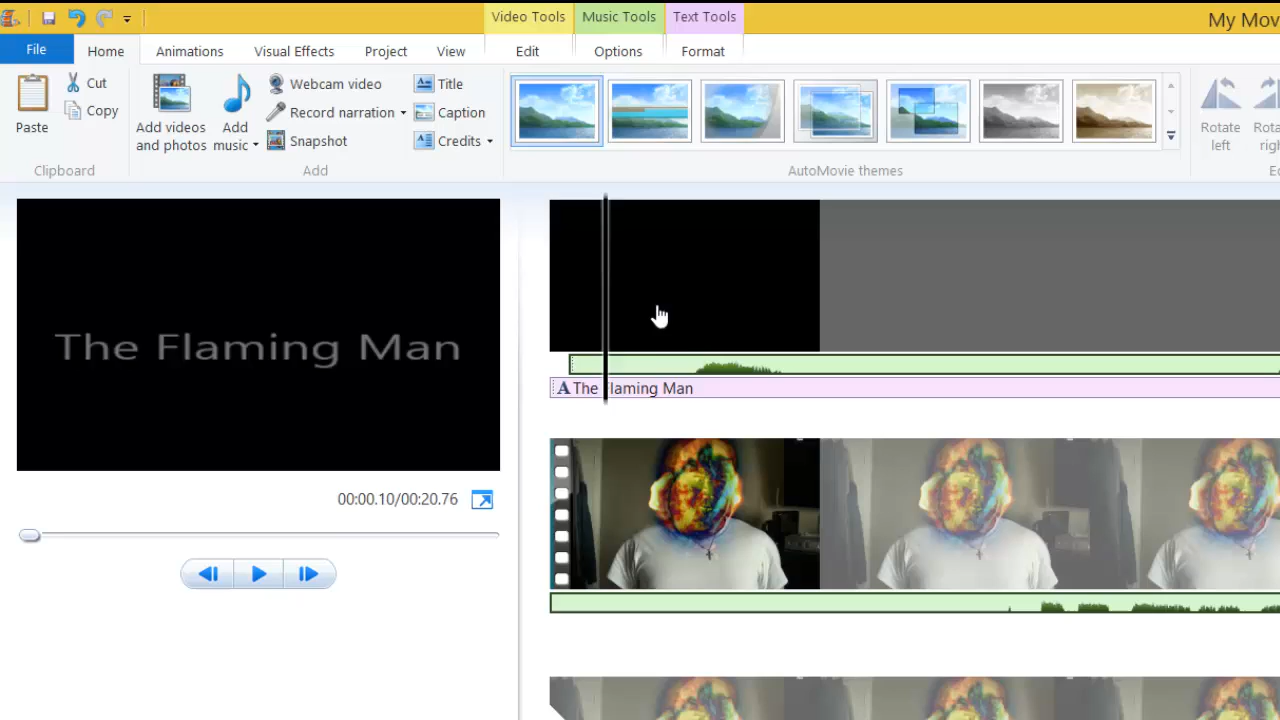 Video Tools Music Tools Text Tools My Mov
File Home Animations Visual Effects Project View Edit Options Format
Paste
Cut
Copy
Clipboard
Add videos
and photos
Add
music
Webcam video
Record narration
Snapshot
Title
Caption
Credits
Add
AutoMovie themes
Rotate
left
Rota
righ
Ec
The Flaming Man
00:00.10/00:20.76
A The Flaming Man